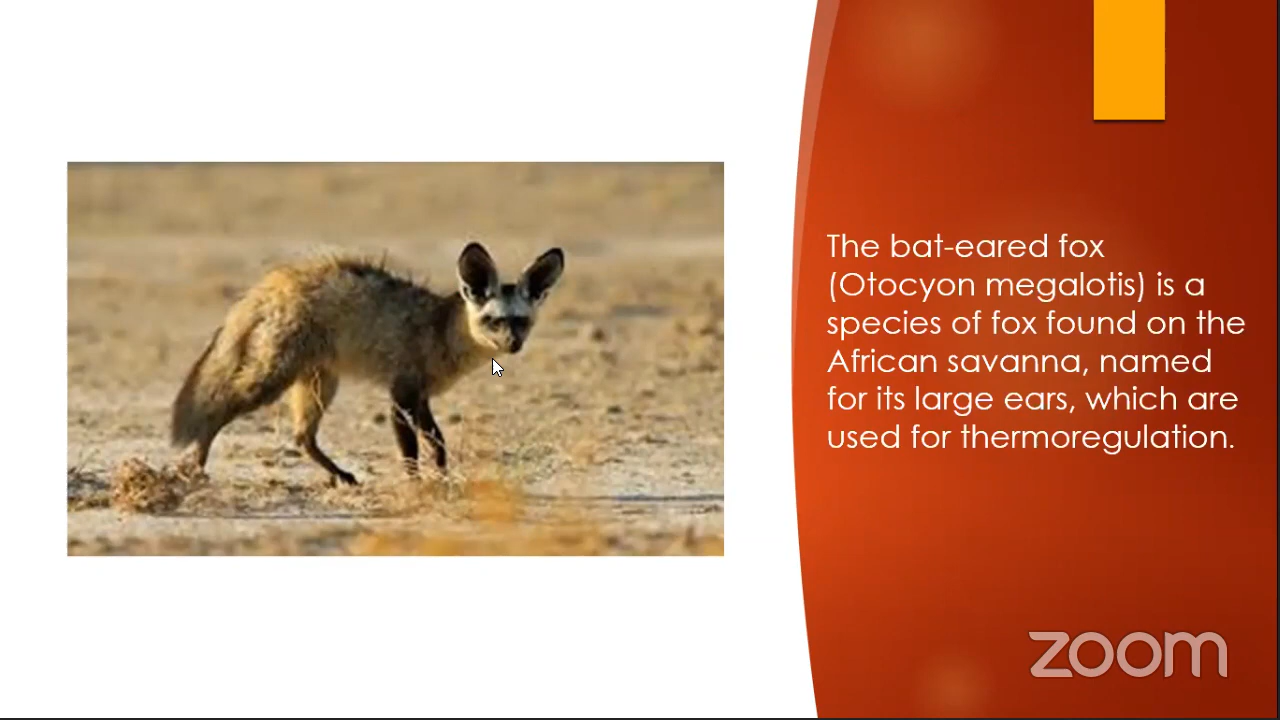 The bat-eared fox
(Otocyon megalotis) is a
species of fox found on the
African savanna, named
for its large ears, which are
used for thermoregulation.
zoom